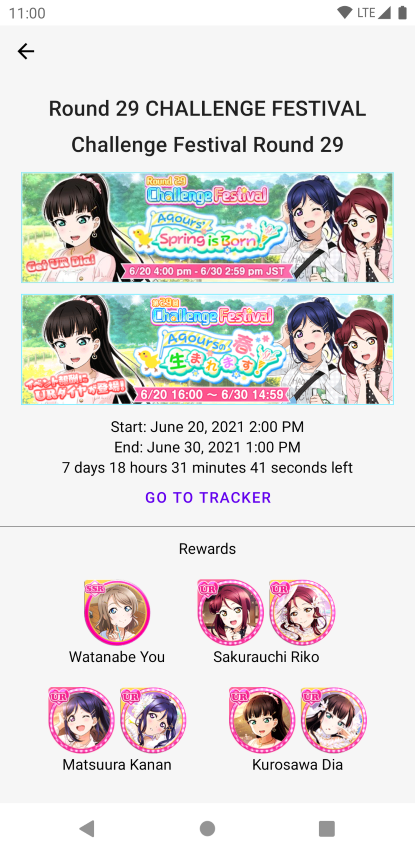 11:00
LTE
Round 29 CHALLENGE FESTIVAL
Challenge Festival Round 29
Round 29
Challenge Festival
Aqours'
Spring is Born!
Get UR Dia!
6/20 4:00 pm - 6/30 2:59 pm JST
第29回
Challenge Festival
Aqoursの春、
生まれます!
イベント報酬に
URダイヤが登場!
6/20 16:00 ～ 6/30 14:59
Start: June 20, 2021 2:00 PM
End: June 30, 2021 1:00 PM
7 days 18 hours 31 minutes 41 seconds left
GO TO TRACKER
Rewards
SSR
UR
UR
Watanabe You
Sakurauchi Riko
UR
UR
UR
UR
Matsuura Kanan
Kurosawa Dia